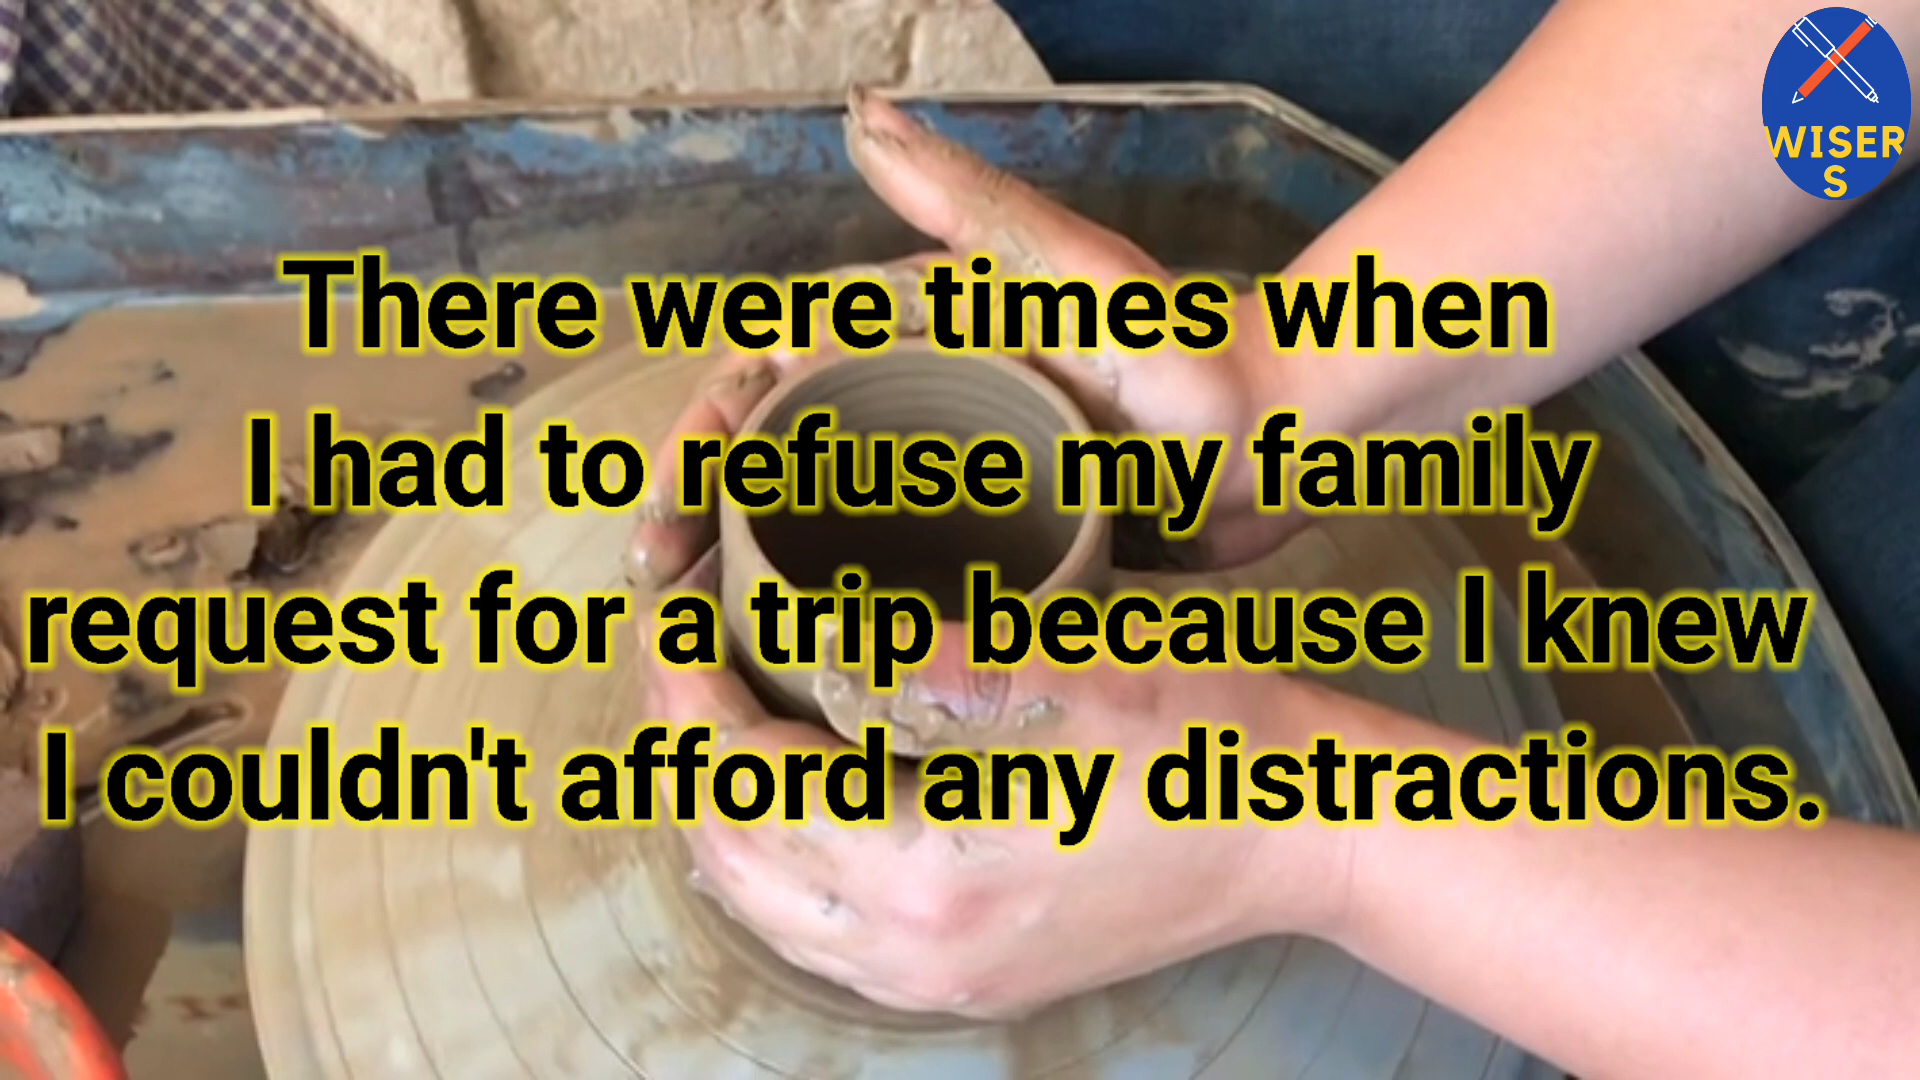 WISER
S
There were times when
I had to refuse my family
request for a trip because I knew
I couldn't afford any distractions.